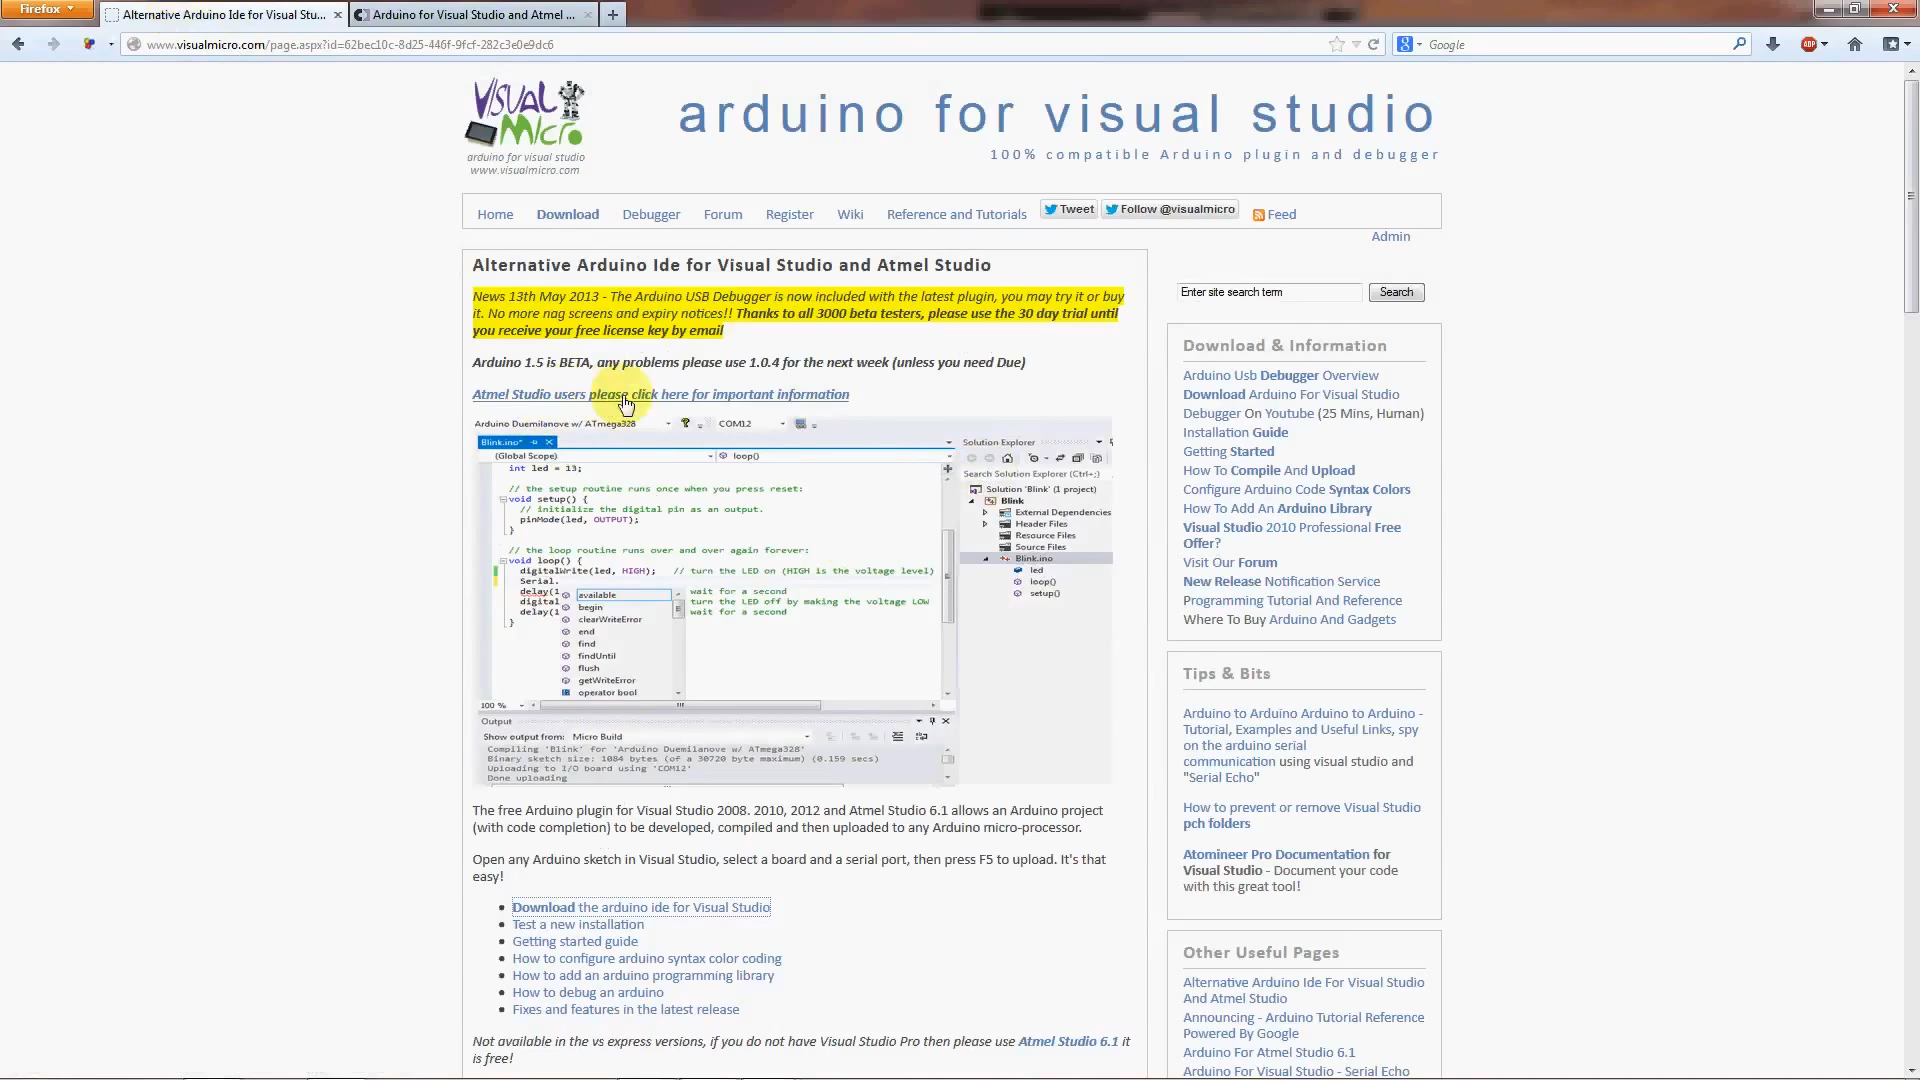 Firefox
Alternative Arduino Ide for Visual Stu...
Arduino for Visual Studio and Atmel ...
www.visualmicro.com/page.aspx?id=62bec10c-8d25-446f-9fcf-282c3e0e9dc6
Google
VISUAL MICRO
arduino for visual studio
www.visualmicro.com
arduino for visual studio
100% compatible Arduino plugin and debugger
Home Download Debugger Forum Register Wiki Reference and Tutorials Tweet Follow @visualmicro Feed
Admin
Alternative Arduino Ide for Visual Studio and Atmel Studio
News 13th May 2013 - The Arduino USB Debugger is now included with the latest plugin, you may try it or buy
it. No more nag screens and expiry notices!! Thanks to all 3000 beta testers, please use the 30 day trial until
you receive your free license key by email
Arduino 1.5 is BETA, any problems please use 1.0.4 for the next week (unless you need Due)
Atmel Studio users please click here for important information
Arduino Duemilanove w/ ATmega328 COM12
Blink.ino*
(Global Scope) loop()
int led = 13;
// the setup routine runs once when you press reset:
void setup() {
// initialize the digital pin as an output.
pinMode(led, OUTPUT);
}
// the loop routine runs over and over again forever:
void loop() {
digitalWrite(led, HIGH); // turn the LED on (HIGH is the voltage level)
Serial.
delay(1 wait for a second
digital turn the LED off by making the voltage LOW
delay(1 wait for a second
}
available
begin
clearWriteError
end
find
findUntil
flush
getWriteError
operator bool
100 %
Solution Explorer
Search Solution Explorer (Ctrl+;)
Solution 'Blink' (1 project)
Blink
External Dependencies
Header Files
Resource Files
Source Files
Blink.ino
led
loop()
setup()
Output
Show output from: Micro Build
Compiling 'Blink' for 'Arduino Duemilanove w/ ATmega328'
Binary sketch size: 1084 bytes (of a 30720 byte maximum) (0.159 secs)
Uploading to I/O board using 'COM12'
Done uploading
The free Arduino plugin for Visual Studio 2008. 2010, 2012 and Atmel Studio 6.1 allows an Arduino project
(with code completion) to be developed, compiled and then uploaded to any Arduino micro-processor.
Open any Arduino sketch in Visual Studio, select a board and a serial port, then press F5 to upload. It's that
easy!
Download the arduino ide for Visual Studio
Test a new installation
Getting started guide
How to configure arduino syntax color coding
How to add an arduino programming library
How to debug an arduino
Fixes and features in the latest release
Not available in the vs express versions, if you do not have Visual Studio Pro then please use Atmel Studio 6.1 it
is free!
Enter site search term Search
Download & Information
Arduino Usb Debugger Overview
Download Arduino For Visual Studio
Debugger On Youtube (25 Mins, Human)
Installation Guide
Getting Started
How To Compile And Upload
Configure Arduino Code Syntax Colors
How To Add An Arduino Library
Visual Studio 2010 Professional Free
Offer?
Visit Our Forum
New Release Notification Service
Programming Tutorial And Reference
Where To Buy Arduino And Gadgets
Tips & Bits
Arduino to Arduino Arduino to Arduino -
Tutorial, Examples and Useful Links, spy
on the arduino serial
communication using visual studio and
"Serial Echo"
How to prevent or remove Visual Studio
pch folders
Atomineer Pro Documentation for
Visual Studio - Document your code
with this great tool!
Other Useful Pages
Alternative Arduino Ide For Visual Studio
And Atmel Studio
Announcing - Arduino Tutorial Reference
Powered By Google
Arduino For Atmel Studio 6.1
Arduino For Visual Studio - Serial Echo